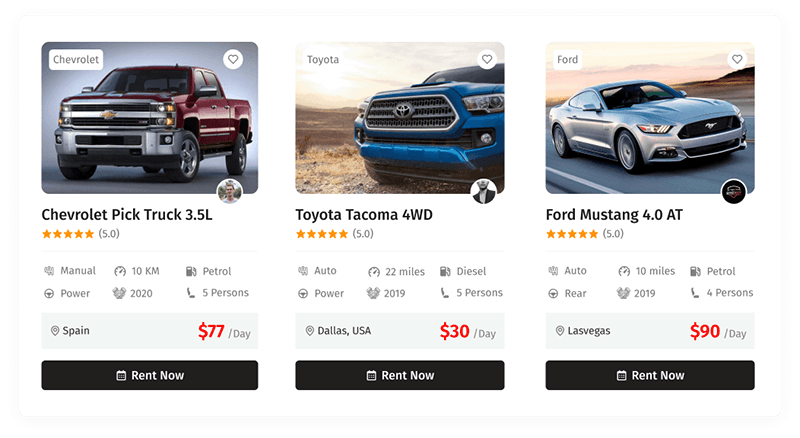 Chevrolet
Chevrolet Pick Truck 3.5L
(5.0)
Manual 10 KM Petrol
Power 2020 5 Persons
Spain $77 /Day
Rent Now
Toyota
Toyota Tacoma 4WD
(5.0)
Auto 22 miles Diesel
Power 2019 5 Persons
Dallas, USA $30 /Day
Rent Now
Ford
Ford Mustang 4.0 AT
(5.0)
Auto 10 miles Petrol
Rear 2019 4 Persons
Lasvegas $90 /Day
Rent Now